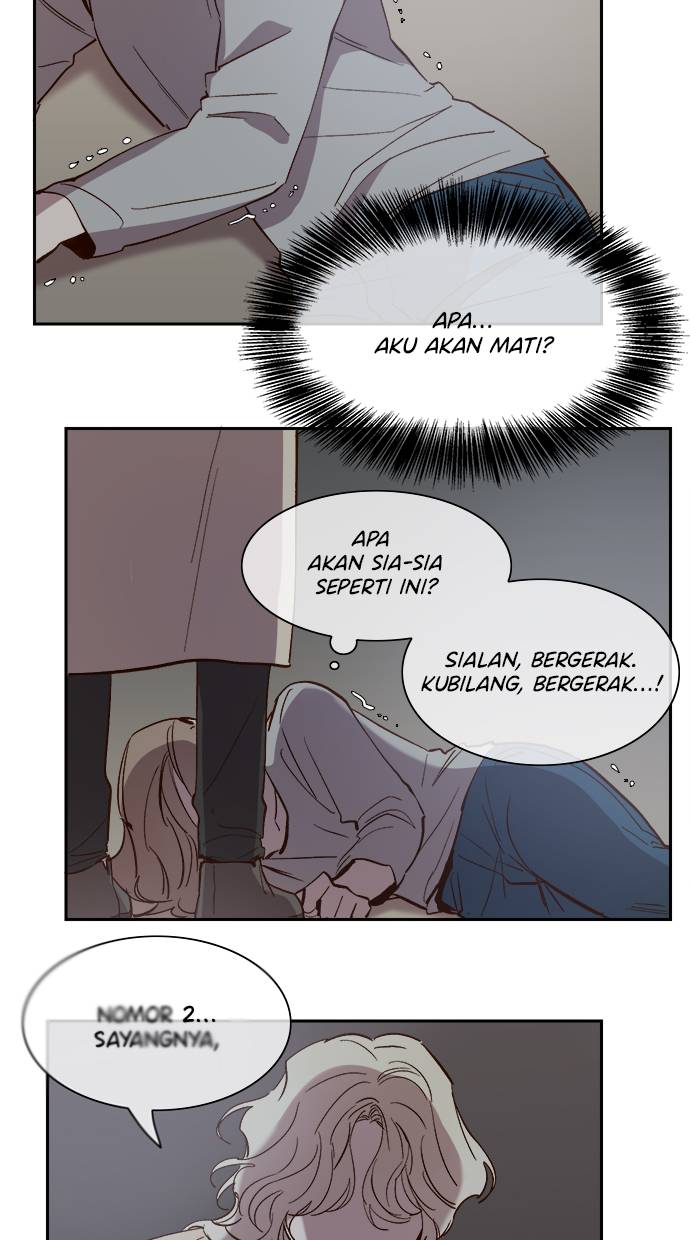 APA...
AKU AKAN MATI?
APA
AKAN SIA-SIA
SEPERTI INI?
SIALAN, BERGERAK.
KUBILANG, BERGERAK...!
NOMOR 2...
SAYANGNYA,